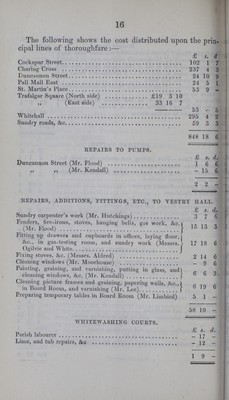 16
The following shows the cost distributed upon the prin-
cipal lines of thoroughfare :—
£ s. d.
Cockspur Street 102 1 7
Charing Cross 237 4 2
Duncannon Street 24 10 9
Pall Mall East 24 5 1
St. Martin's Place 53 9 -
Trafalgar Square (North side) £19 5 10
,, (East side) 33 16 7
53 - 5
Whitehall 295 4 2
Sundry roads, &c. 59 5 3
848 18 6
REPAIRS TO PUMPS.
£ s. d.
Duncannon Street (Mr. Flood) 1 6 6
,, ,, (Mr. Kendall) - 15 6
2 2 -
REPAIRS, ADDITIONS, FITTINGS, ETC., TO VESTRY HALL.
£ s. d.
Sundry carpenter's work (Mr. Hutchings) 3 7 6
Fenders, fire-irons, stoves, hanging bells, gas work, &c.
(Mr. Flood) 15 13 5
Fitting up drawers and cupboards in offices, laying floor,
&c., in gas-testing room, and sundry work (Messrs.
Ogilvie and White 17 18 6
Fixing stoves, &c. (Messrs. Alderd) 2 14 6
Cleaning windows (Mr. Moorhouse) - 9 6
Painting, graining, and varnishing, putting in glass, and
cleaning windows, &c. (Mr. Kendall) 6 6 3
Cleaning picture frames and graining, papering walls, &c.,
in Board Room, and varnishing (Mr. Lee) 6 19 6
Preparing temporary tables in Board Room (Mr. Linsbird) 5 1 -
58 10 -
WHITEWASHING COURTS.
£ s. d.
Parish labourer - 17 -
Lime, and tub repairs, &c - 12 -
1 9 -